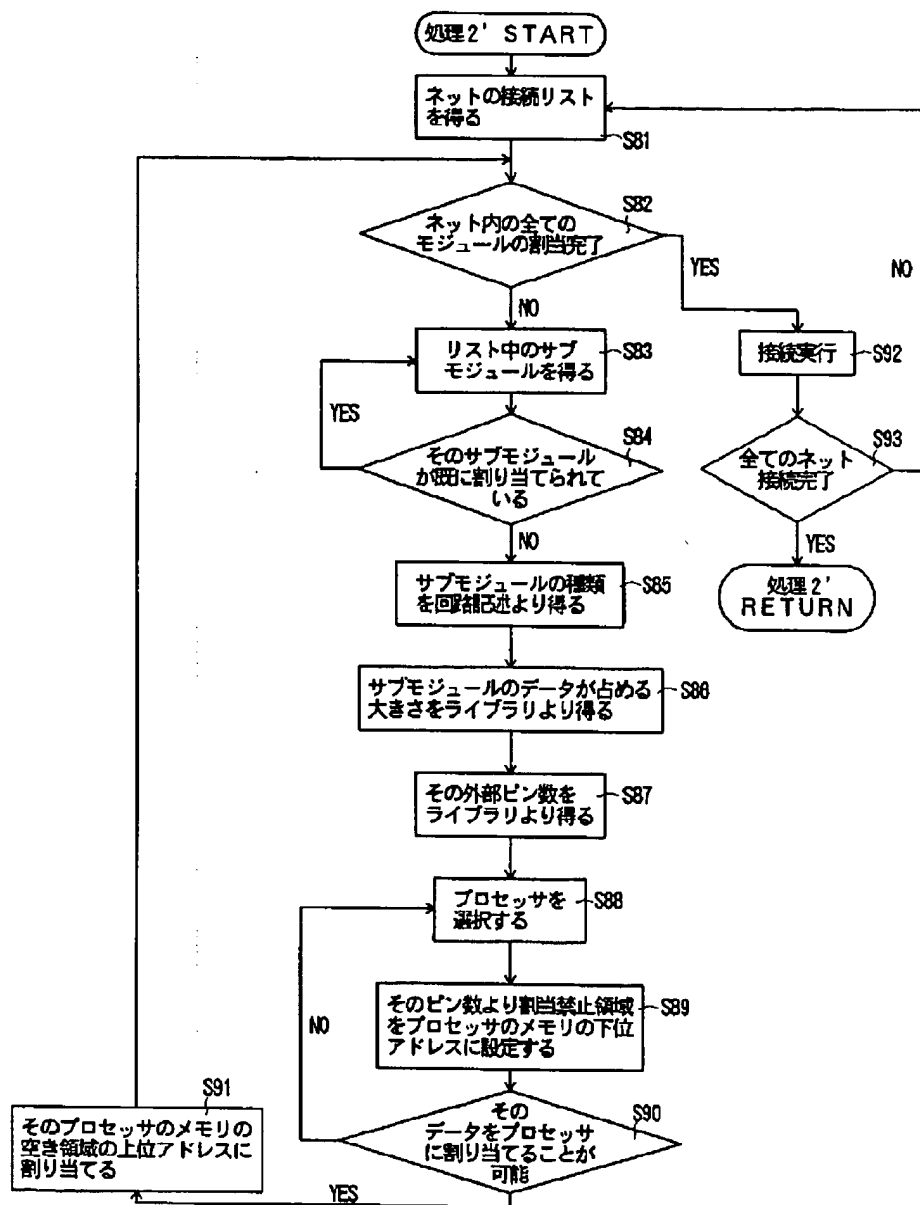 処理2' START
ネットの接続リスト
を得る
S81
ネット内の全ての
モジュールの割当完了
S82
YES
NO
NO
リスト中のサブ
モジュールを得る
S83
接続実行
S92
YES
そのサブモジュール
が既に割り当てられて
いる
S84
全てのネット
接続完了
S93
NO
YES
サブモジュールの種類
を回路記述より得る
S85
処理2'
RETURN
サブモジュールのデータが占める
大きさをライブラリより得る
S86
その外部ピン数を
ライブラリより得る
S87
プロセッサを
選択する
S88
そのピン数より割当禁止領域
をプロセッサのメモリの下位
アドレスに設定する
S89
NO
S91
そのプロセッサのメモリの
空き領域の上位アドレスに
割り当てる
その
データをプロセッサ
に割り当てることが
可能
S90
YES